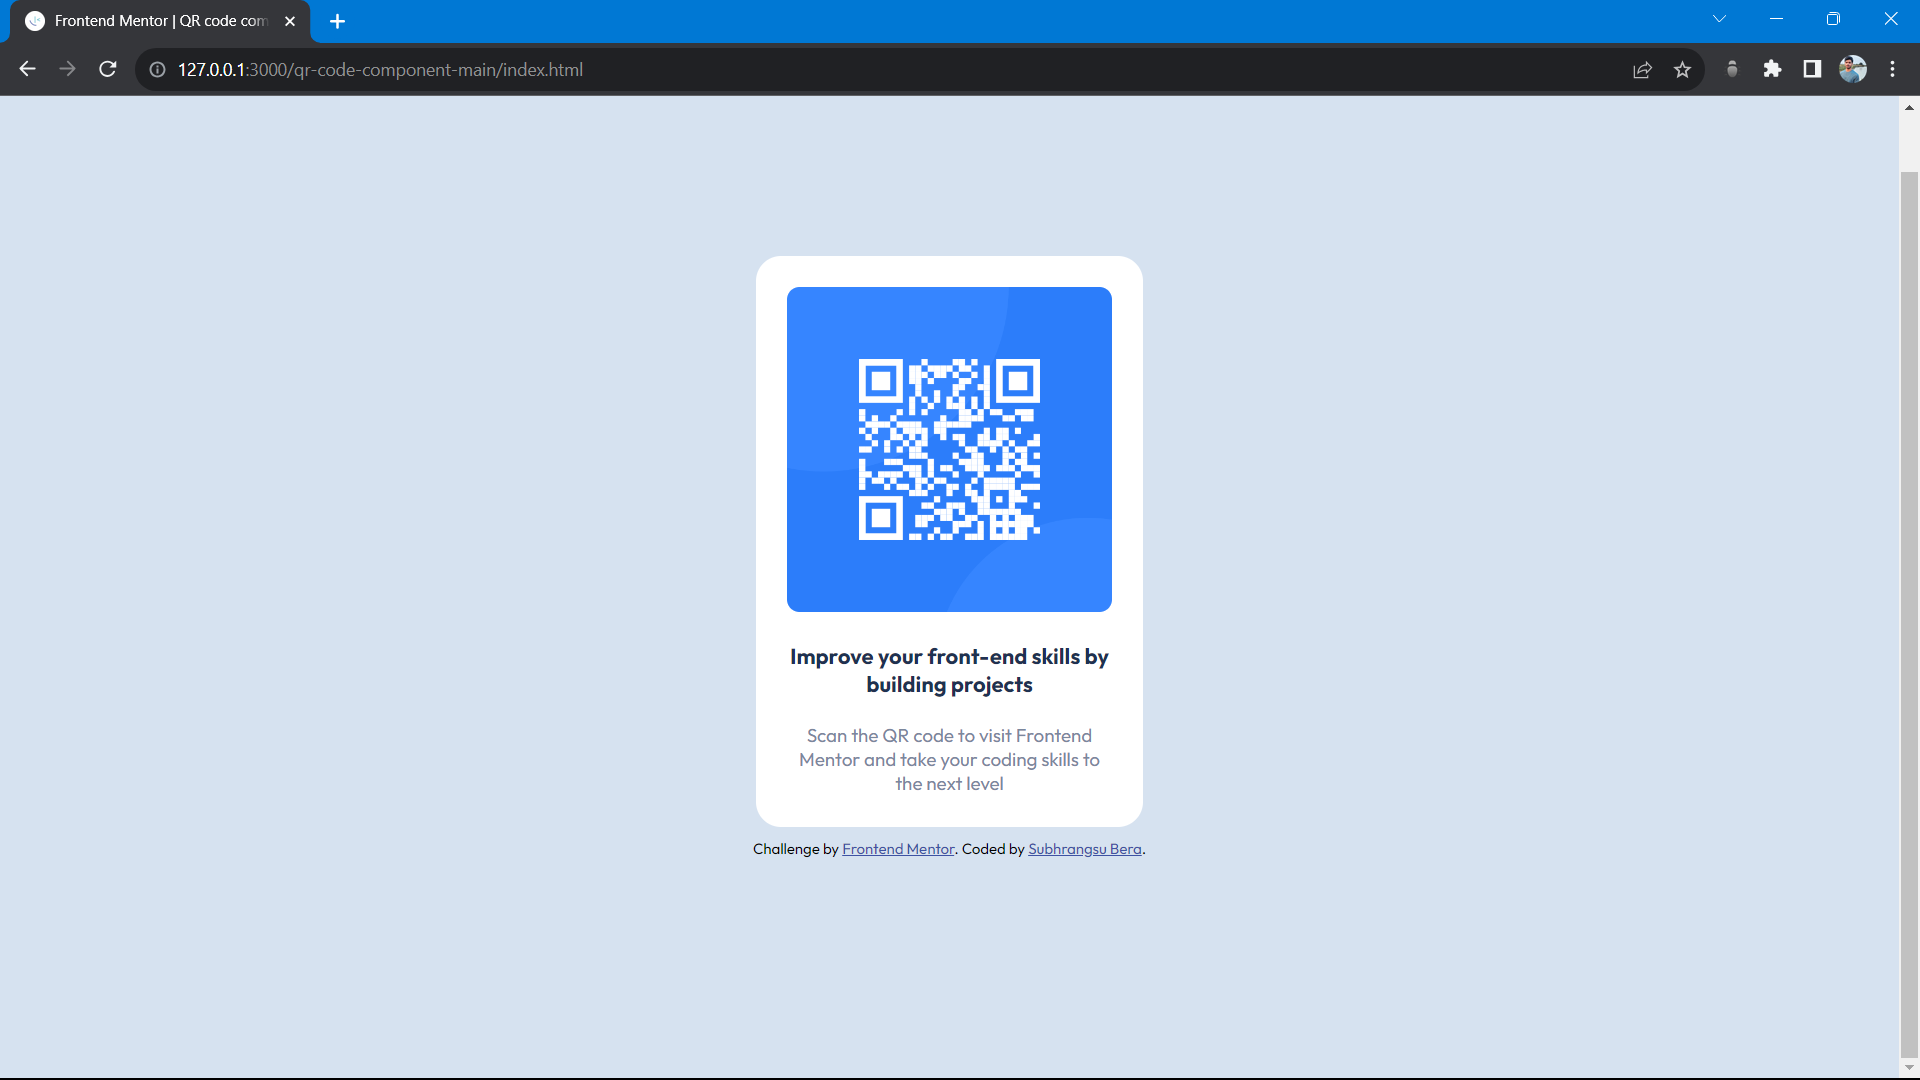 Frontend Mentor | QR code com
127.0.0.1:3000/qr-code-component-main/index.html
Improve your front-end skills by
building projects
Scan the QR code to visit Frontend
Mentor and take your coding skills to
the next level
Challenge by Frontend Mentor. Coded by Subhrangsu Bera.